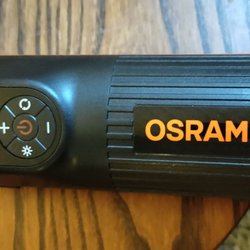 + -
OSRAM